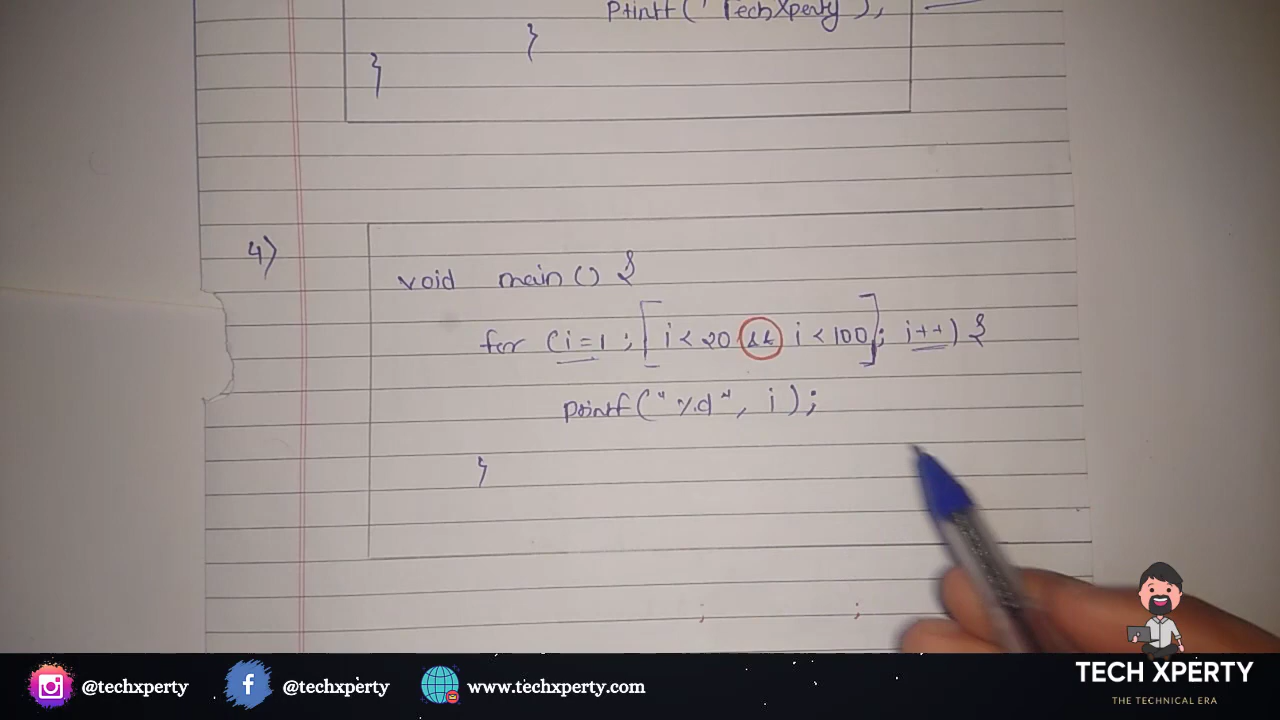 Printf("TechXperty"),
}
}
4)
void main() {
for (i=1 ; [i<20 && i<100]; i++) {
printf("%d", i);
}
; ;
@techxperty @techxperty www.techxperty.com
TECH XPERTY
THE TECHNICAL ERA